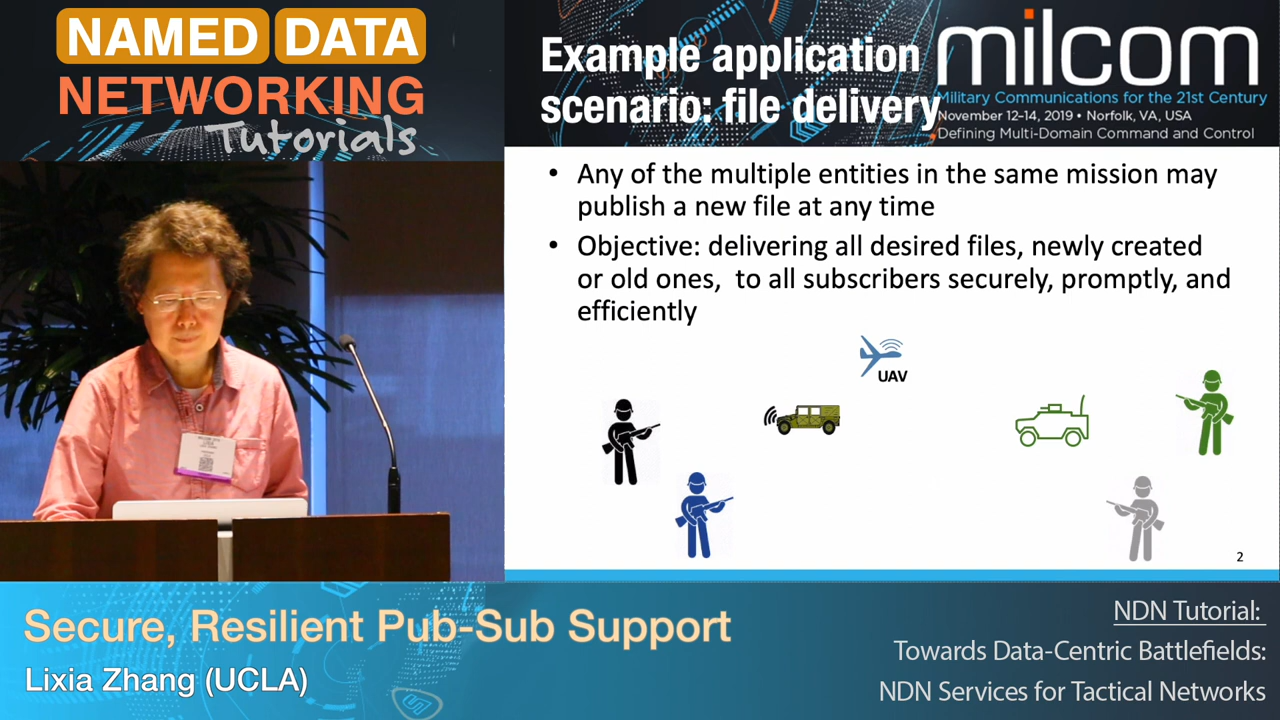 NAMED DATA
NETWORKING
Tutorials
Example application
scenario: file delivery
milcom
Military Communications for the 21st Century
November 12-14, 2019 • Norfolk, VA, USA
Defining Multi-Domain Command and Control
• Any of the multiple entities in the same mission may
publish a new file at any time
• Objective: delivering all desired files, newly created
or old ones, to all subscribers securely, promptly, and
efficiently
UAV
2
Secure, Resilient Pub-Sub Support
Lixia Zhang (UCLA)
NDN Tutorial:
Towards Data-Centric Battlefields:
NDN Services for Tactical Networks